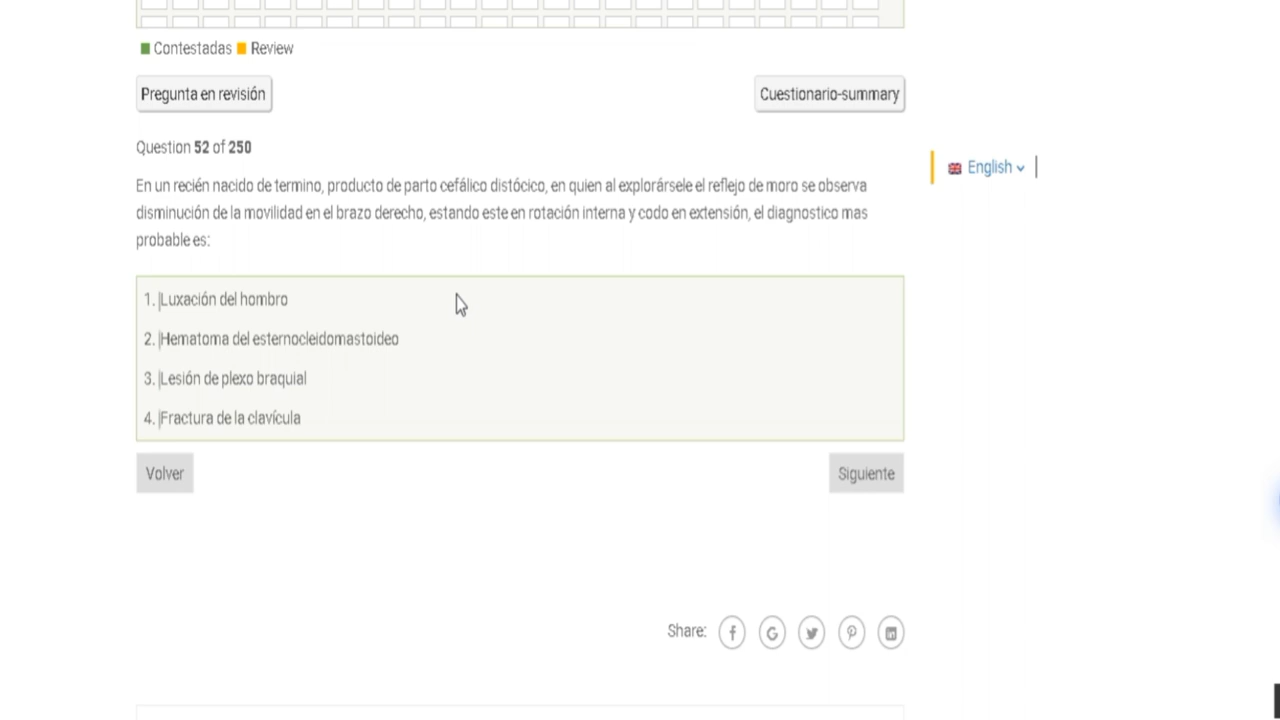 Contestadas Review
Pregunta en revisión Cuestionario-summary
Question 52 of 250
English
En un recién nacido de termino, producto de parto cefálico distócico, en quien al explorársele el reflejo de moro se observa
disminución de la movilidad en el brazo derecho, estando este en rotación interna y codo en extensión, el diagnostico mas
probable es:
1. Luxación del hombro
2. Hematoma del esternocleidomastoideo
3. Lesión de plexo braquial
4. Fractura de la clavícula
Volver Siguiente
Share: